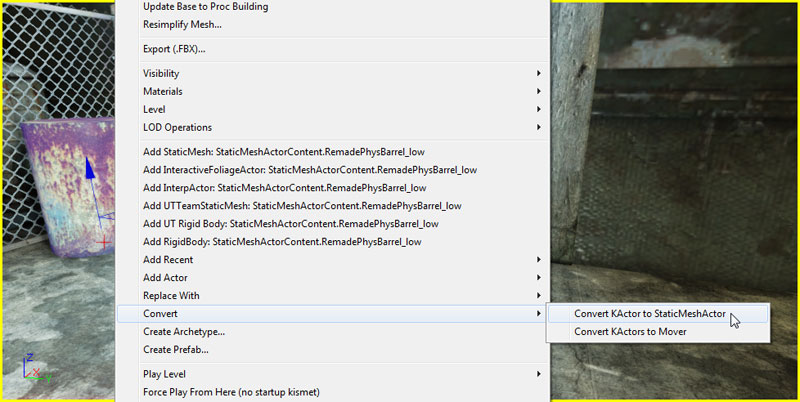 Update Base to Proc Building
Resimplify Mesh...
Export (.FBX)...
Visibility
Materials
Level
LOD Operations
Add StaticMesh: StaticMeshActorContent.RemadePhysBarrel_low
Add InteractiveFoliageActor: StaticMeshActorContent.RemadePhysBarrel_low
Add InterpActor: StaticMeshActorContent.RemadePhysBarrel_low
Add UTTeamStaticMesh: StaticMeshActorContent.RemadePhysBarrel_low
Add UT Rigid Body: StaticMeshActorContent.RemadePhysBarrel_low
Add RigidBody: StaticMeshActorContent.RemadePhysBarrel_low
Add Recent
Add Actor
Replace With
Convert
Convert KActor to StaticMeshActor
Convert KActors to Mover
Create Archetype...
Create Prefab...
Play Level
Force Play From Here (no startup kismet)
Z
X
Y